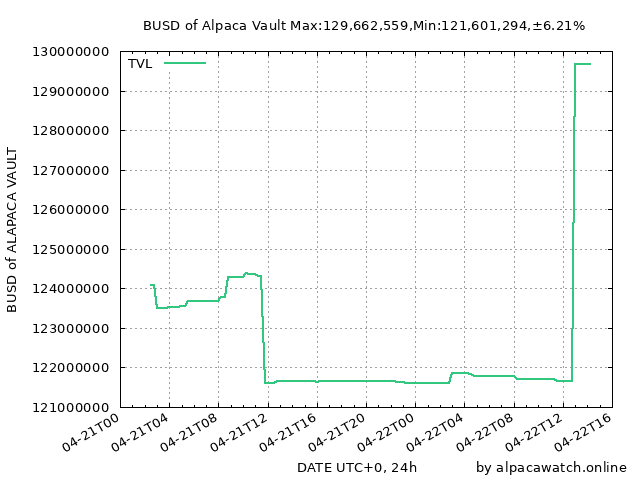 BUSD of Alpaca Vault Max:129,662,559,Min:121,601,294,±6.21%
TVL
130000000
129000000
128000000
127000000
126000000
125000000
124000000
123000000
122000000
121000000
BUSD of ALAPACA VAULT
04-21T00
04-21T04
04-21T08
04-21T12
04-21T16
04-21T20
04-22T00
04-22T04
04-22T08
04-22T12
04-22T16
DATE UTC+0, 24h
by alpacawatch.online